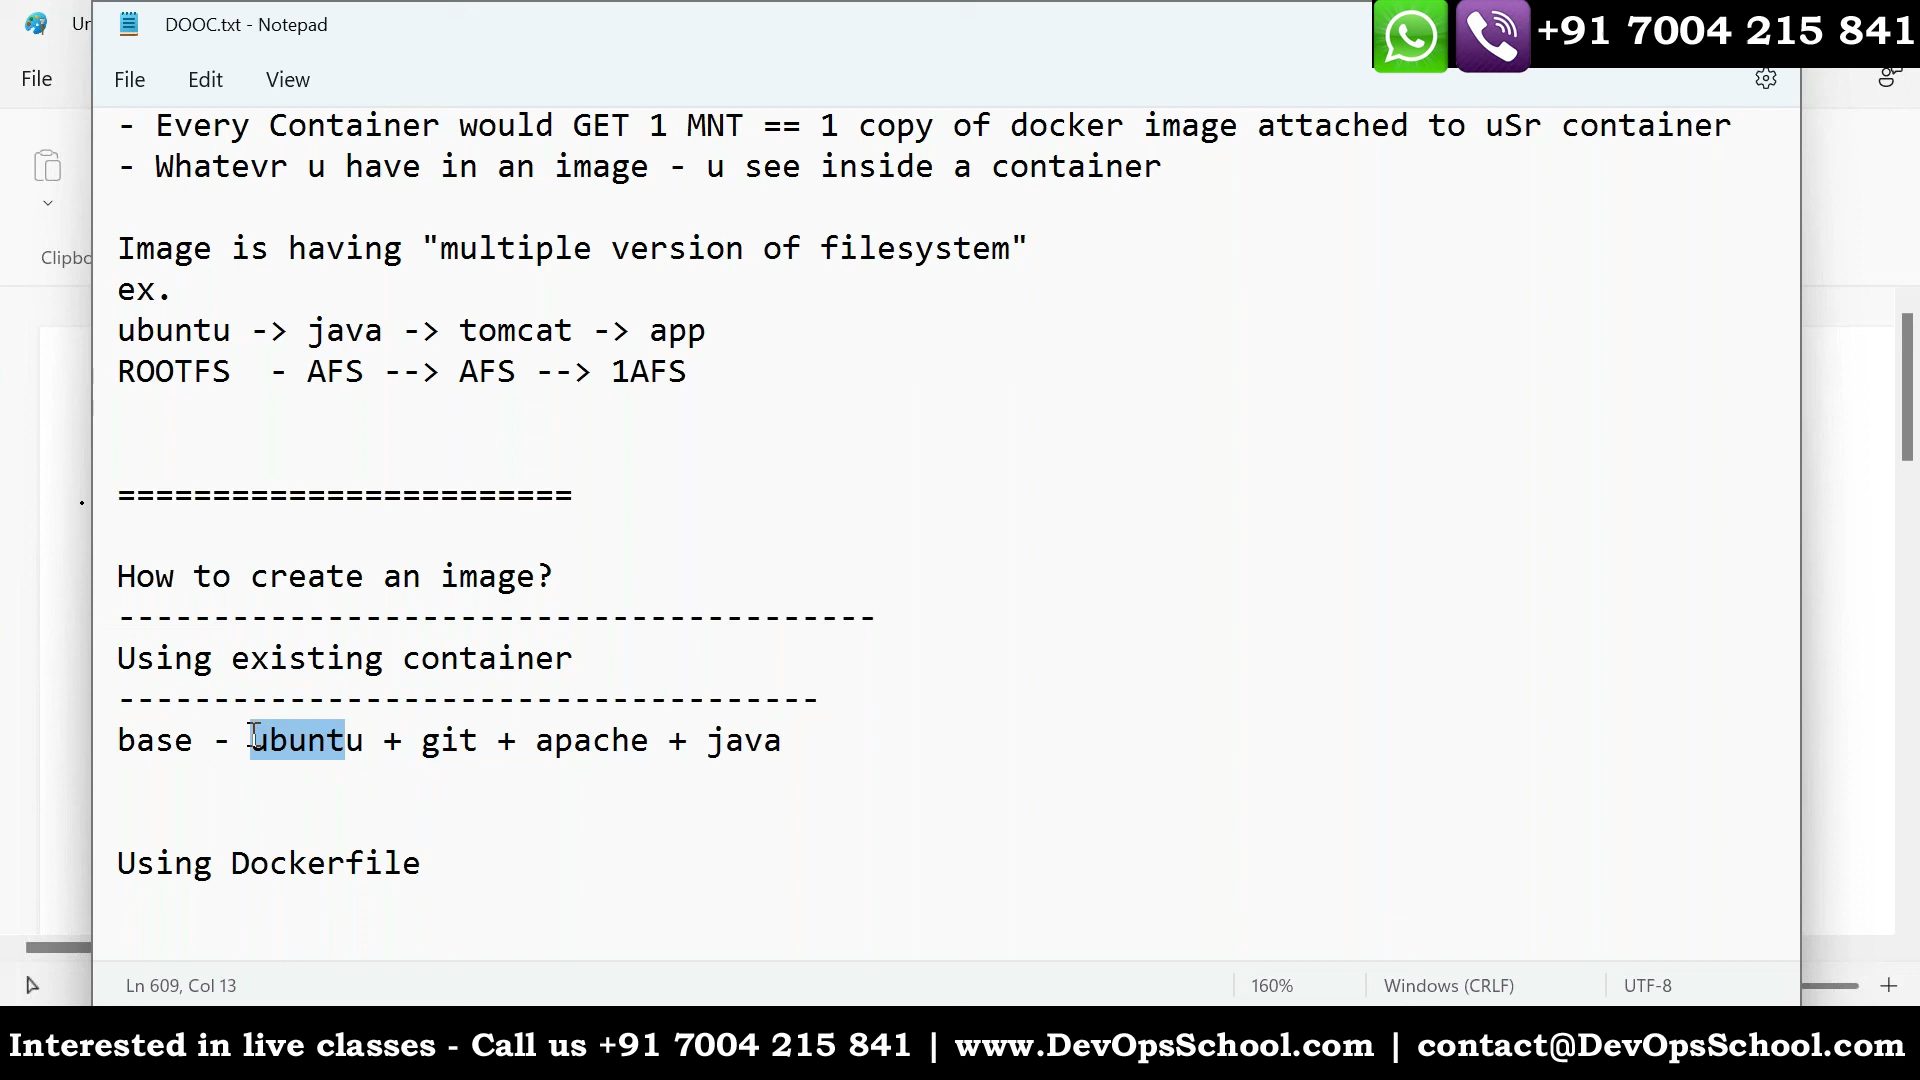 Un
DOOC.txt - Notepad
+91 7004 215 841
File
File Edit View
- Every Container would GET 1 MNT == 1 copy of docker image attached to uSr container
- Whatevr u have in an image - u see inside a container
Clipbo
Image is having "multiple version of filesystem"
ex.
ubuntu -> java -> tomcat -> app
ROOTFS  - AFS --> AFS --> 1AFS
========================
How to create an image?
----------------------------------------
Using existing container
-------------------------------------
base - ubuntu + git + apache + java
Using Dockerfile
Ln 609, Col 13 160% Windows (CRLF) UTF-8
Interested in live classes - Call us +91 7004 215 841 | www.DevOpsSchool.com | contact@DevOpsSchool.com